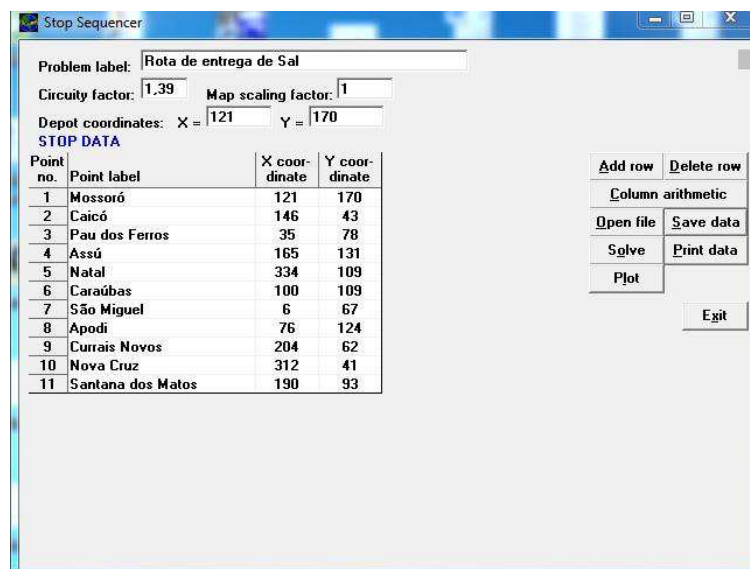 Stop Sequencer
Problem label: Rota de entrega de Sal
Circuity factor: 1,39 Map scaling factor: 1
Depot coordinates: X = 121 Y = 170
STOP DATA
Point no. Point label X coor-dinate Y coor-dinate
1 Mossoró 121 170
2 Caicó 146 43
3 Pau dos Ferros 35 78
4 Assú 165 131
5 Natal 334 109
6 Caraúbas 100 109
7 São Miguel 6 67
8 Apodi 76 124
9 Currais Novos 204 62
10 Nova Cruz 312 41
11 Santana dos Matos 190 93
Add row Delete row
Column arithmetic
Open file Save data
Solve Print data
Plot
Exit